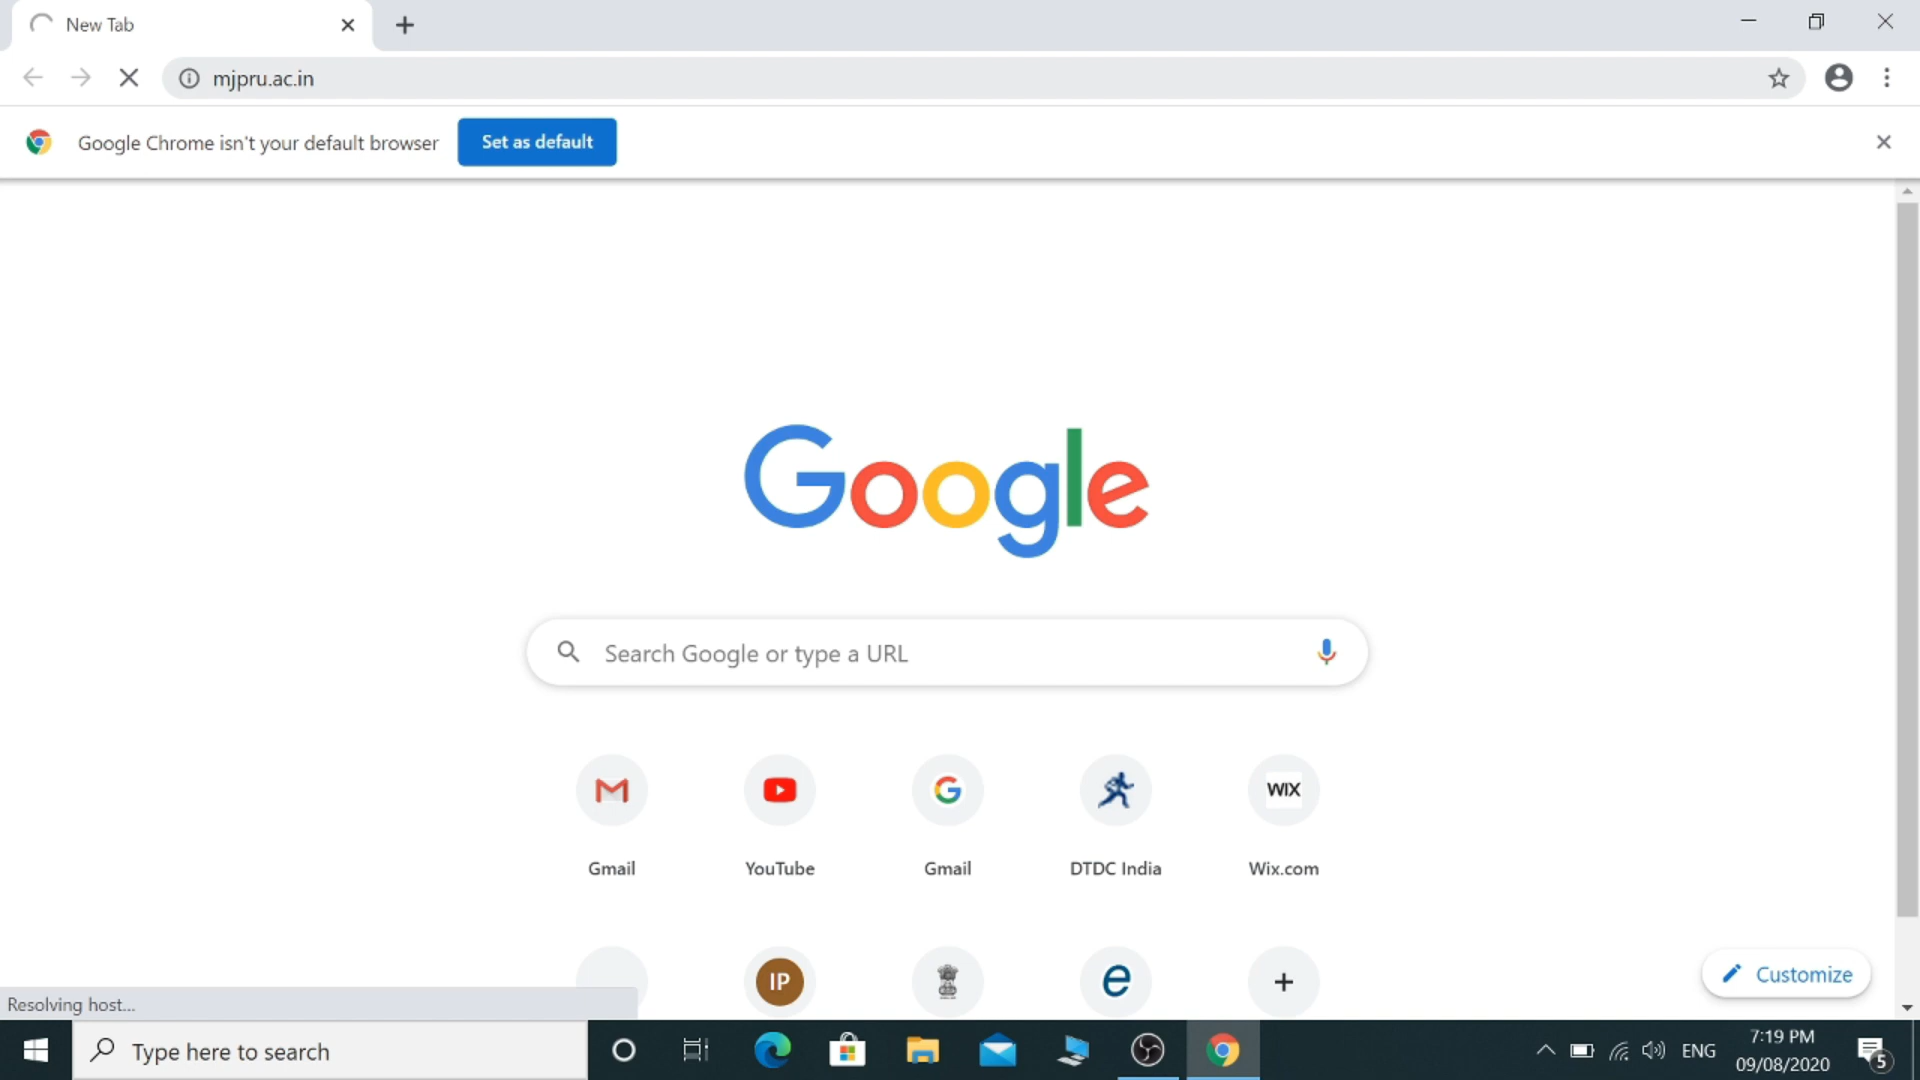 New Tab
mjpru.ac.in
Google Chrome isn't your default browser
Set as default
Google
Search Google or type a URL
Gmail
YouTube
Gmail
DTDC India
WIX
Wix.com
IP
Customize
Resolving host...
Type here to search
ENG
7:19 PM
09/08/2020
5